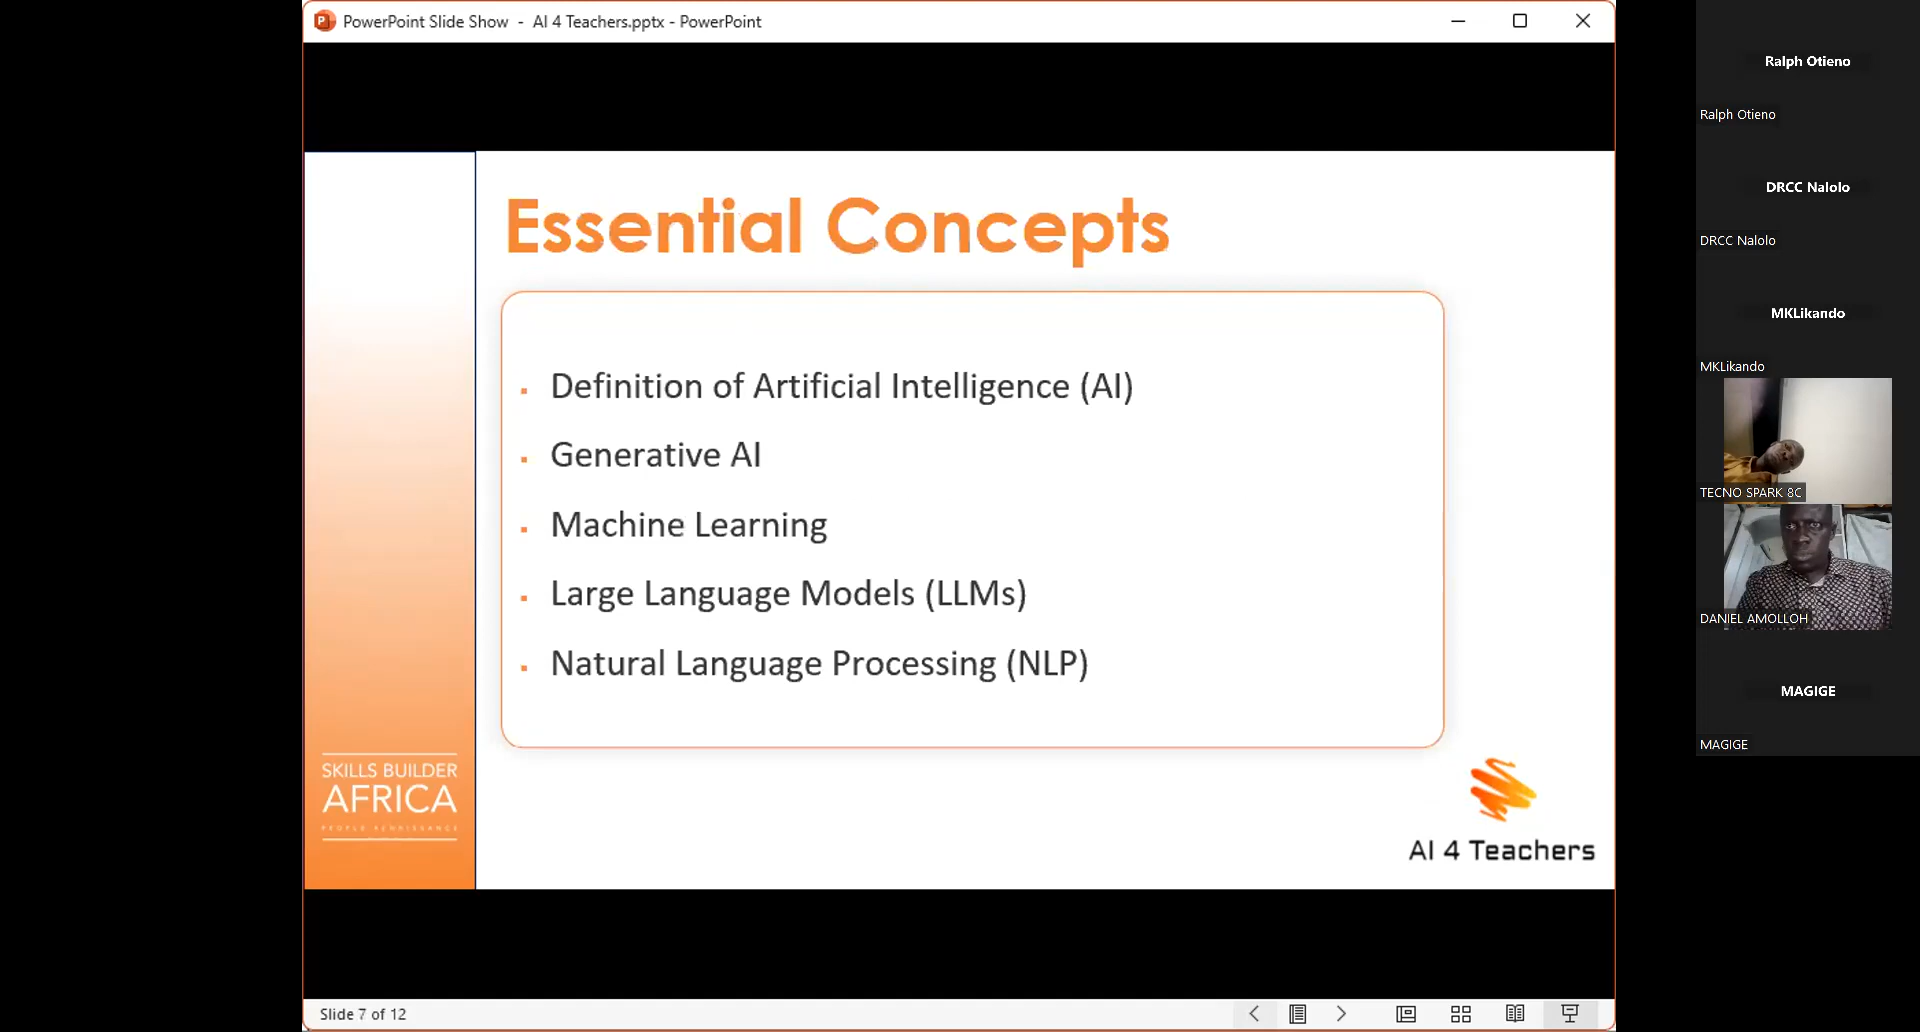 PowerPoint Slide Show - AI 4 Teachers.pptx - PowerPoint
Essential Concepts
Definition of Artificial Intelligence (AI)
Generative AI
Machine Learning
Large Language Models (LLMs)
Natural Language Processing (NLP)
SKILLS BUILDER
AFRICA
PEOPLE RENAISSANCE
AI 4 Teachers
Slide 7 of 12
Ralph Otieno
Ralph Otieno
DRCC Nalolo
DRCC Nalolo
MKLikando
MKLikando
TECNO SPARK 8C
DANIEL AMOLLOH
MAGIGE
MAGIGE